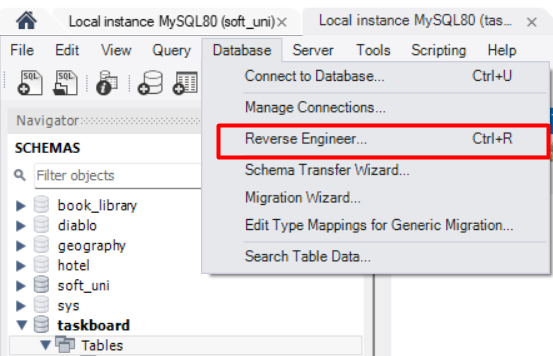 Local instance MySQL80 (soft_uni)× Local instance MySQL80 (tas... ×
File Edit View Query Database Server Tools Scripting Help
SQL SQL
Connect to Database... Ctrl+U
Manage Connections...
Navigator
Reverse Engineer... Ctrl+R
SCHEMAS
Schema Transfer Wizard...
Filter objects
Migration Wizard...
book_library
Edit Type Mappings for Generic Migration...
diablo
geography
Search Table Data...
hotel
soft_uni
sys
taskboard
Tables